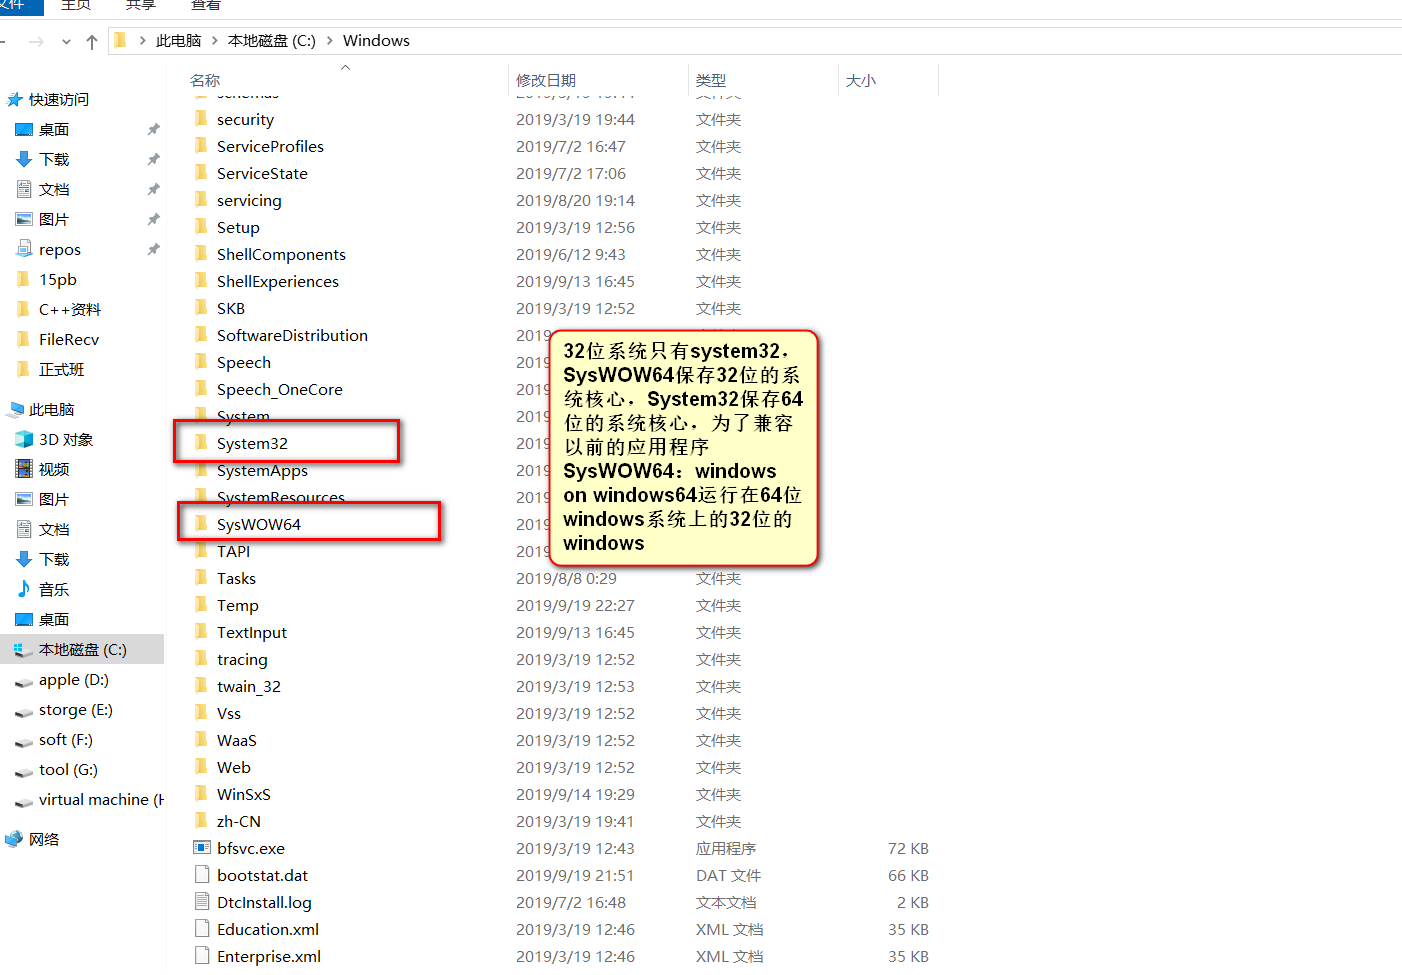 文件 主页 共享 查看
此电脑 本地磁盘 (C:) Windows
名称 修改日期 类型 大小
快速访问
桌面
下载
文档
图片
repos
15pb
C++资料
FileRecv
正式班
此电脑
3D 对象
视频
图片
文档
下载
音乐
桌面
本地磁盘 (C:)
apple (D:)
storge (E:)
soft (F:)
tool (G:)
virtual machine (H
网络
security 2019/3/19 19:44 文件夹
ServiceProfiles 2019/7/2 16:47 文件夹
ServiceState 2019/7/2 17:06 文件夹
servicing 2019/8/20 19:14 文件夹
Setup 2019/3/19 12:56 文件夹
ShellComponents 2019/6/12 9:43 文件夹
ShellExperiences 2019/9/13 16:45 文件夹
SKB 2019/3/19 12:52 文件夹
SoftwareDistribution 2019
Speech 2019
Speech_OneCore 2019
System 2019
System32 2019
SystemApps 2019
SystemResources 2019
SysWOW64 2019
TAPI 2019
Tasks 2019/8/8 0:29 文件夹
Temp 2019/9/19 22:27 文件夹
TextInput 2019/9/13 16:45 文件夹
tracing 2019/3/19 12:52 文件夹
twain_32 2019/3/19 12:53 文件夹
Vss 2019/3/19 12:52 文件夹
WaaS 2019/3/19 12:52 文件夹
Web 2019/3/19 12:52 文件夹
WinSxS 2019/9/14 19:29 文件夹
zh-CN 2019/3/19 19:41 文件夹
bfsvc.exe 2019/3/19 12:43 应用程序 72 KB
bootstat.dat 2019/9/19 21:51 DAT 文件 66 KB
DtcInstall.log 2019/7/2 16:48 文本文档 2 KB
Education.xml 2019/3/19 12:46 XML 文档 35 KB
Enterprise.xml 2019/3/19 12:46 XML 文档 35 KB
32位系统只有system32，
SysWOW64保存32位的系
统核心，System32保存64
位的系统核心，为了兼容
以前的应用程序
SysWOW64：windows
on windows64运行在64位
windows系统上的32位的
windows